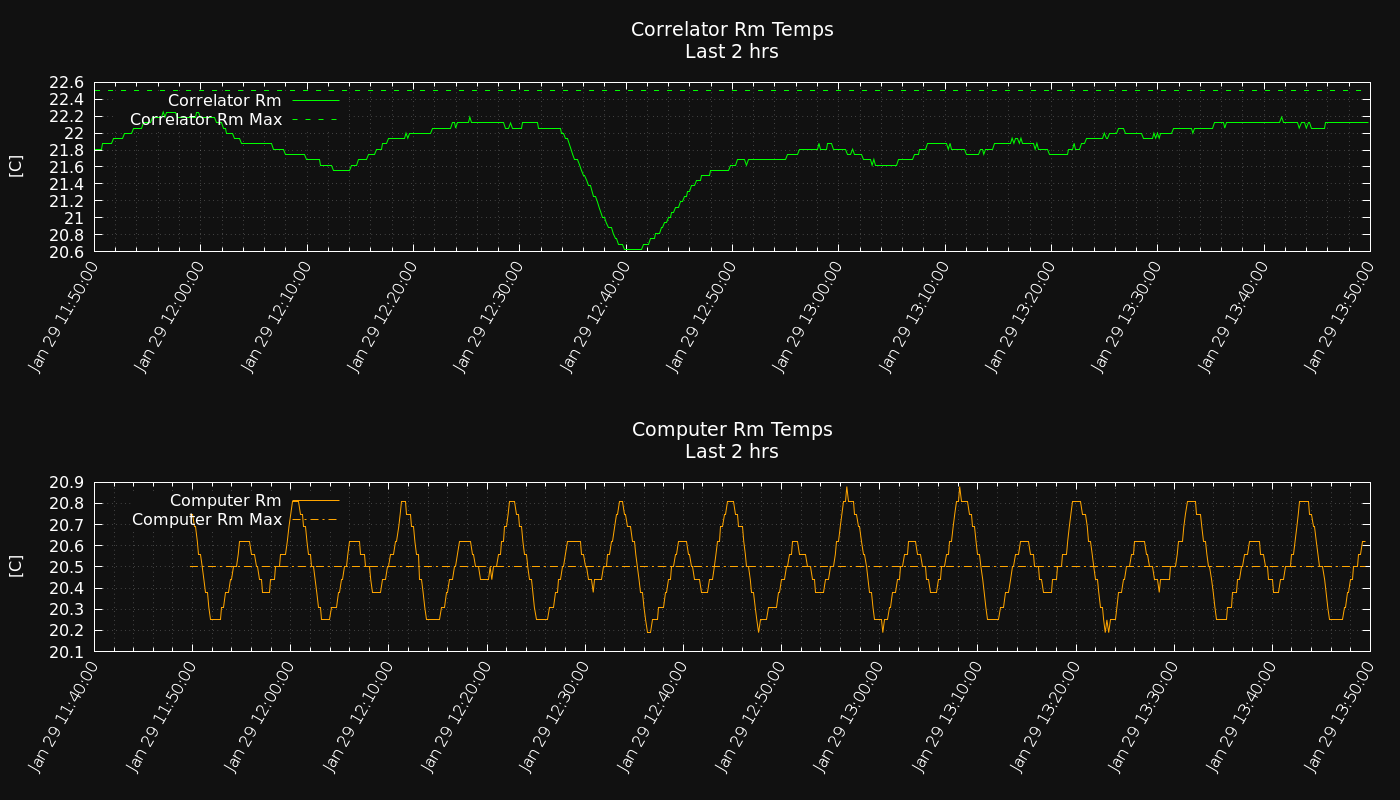 Correlator Rm Temps
Last 2 hrs
22.6
22.4
22.2
22
21.8
21.6
21.4
21.2
21
20.8
20.6
[C]
Correlator Rm
Correlator Rm Max
Jan 29 11:50:00
Jan 29 12:00:00
Jan 29 12:10:00
Jan 29 12:20:00
Jan 29 12:30:00
Jan 29 12:40:00
Jan 29 12:50:00
Jan 29 13:00:00
Jan 29 13:10:00
Jan 29 13:20:00
Jan 29 13:30:00
Jan 29 13:40:00
Jan 29 13:50:00
Computer Rm Temps
Last 2 hrs
20.9
20.8
20.7
20.6
20.5
20.4
20.3
20.2
20.1
[C]
Computer Rm
Computer Rm Max
Jan 29 11:40:00
Jan 29 11:50:00
Jan 29 12:00:00
Jan 29 12:10:00
Jan 29 12:20:00
Jan 29 12:30:00
Jan 29 12:40:00
Jan 29 12:50:00
Jan 29 13:00:00
Jan 29 13:10:00
Jan 29 13:20:00
Jan 29 13:30:00
Jan 29 13:40:00
Jan 29 13:50:00